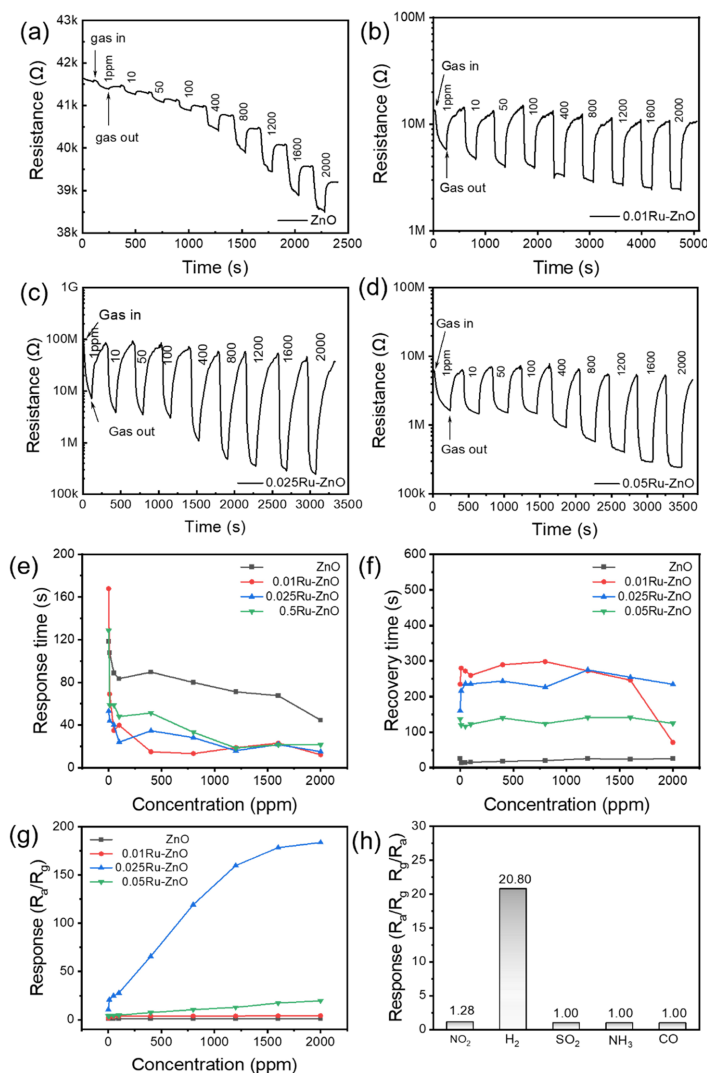 (a)
43k
42k
41k
40k
39k
38k
Resistance (Ω)
gas in
gas out
1ppm
10
50
100
400
800
1200
1600
2000
ZnO
0 500 1000 1500 2000 2500
Time (s)
(b)
100M
10M
1M
Resistance (Ω)
Gas in
Gas out
1ppm
10
50
100
400
800
1200
1600
2000
0.01Ru-ZnO
0 1000 2000 3000 4000 5000
Time (s)
(c)
1G
100M
10M
1M
100k
Resistance (Ω)
Gas in
Gas out
1ppm
10
50
100
400
800
1200
1600
2000
0.025Ru-ZnO
0 500 1000 1500 2000 2500 3000 3500
Time (s)
(d)
100M
10M
1M
100k
Resistance (Ω)
Gas in
Gas out
1ppm
10
50
100
400
800
1200
1600
2000
0.05Ru-ZnO
0 500 1000 1500 2000 2500 3000 3500
Time (s)
(e)
200
160
120
80
40
0
Response time (s)
ZnO
0.01Ru-ZnO
0.025Ru-ZnO
0.5Ru-ZnO
0 500 1000 1500 2000
Concentration (ppm)
(f)
600
500
400
300
200
100
0
Recovery time (s)
ZnO
0.01Ru-ZnO
0.025Ru-ZnO
0.05Ru-ZnO
0 500 1000 1500 2000
Concentration (ppm)
(g)
200
150
100
50
0
Response (Rₐ/R₉)
ZnO
0.01Ru-ZnO
0.025Ru-ZnO
0.05Ru-ZnO
0 500 1000 1500 2000
Concentration (ppm)
(h)
30
25
20
15
10
5
0
Response (Ra/Rg Rg/Ra)
1.28
20.80
1.00
1.00
1.00
NO₂ H₂ SO₂ NH₃ CO